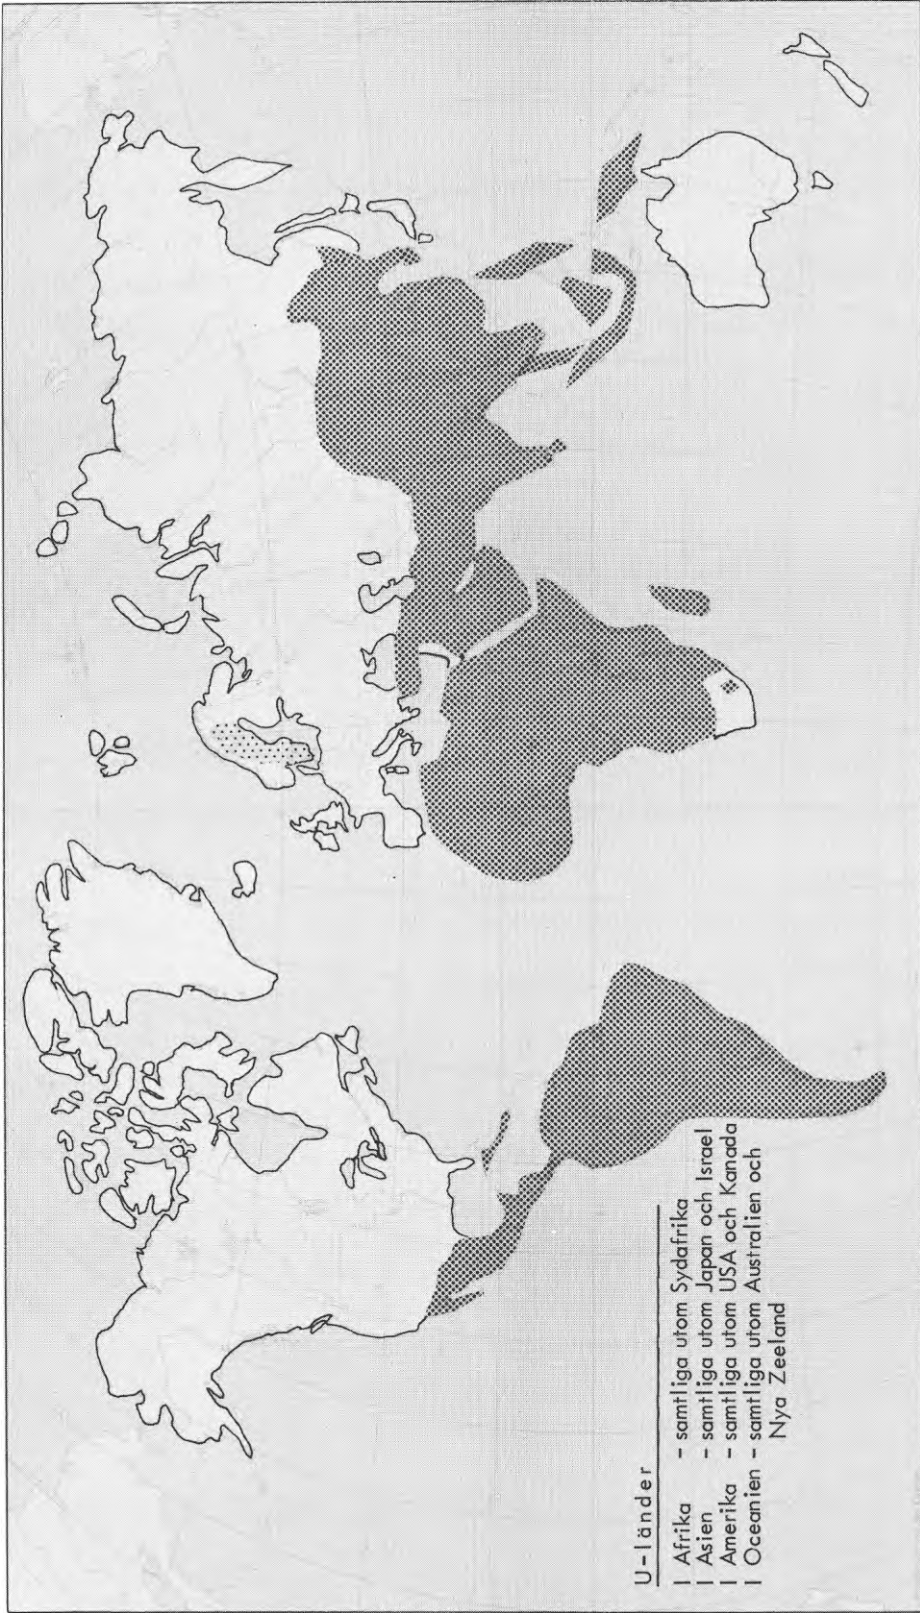 U-länder
I Afrika - samtliga utom Sydafrika
I Asien - samtliga utom Japan och Israel
I Amerika - samtliga utom USA och Kanada
I Oceanien - samtliga utom Australien och
Nya Zeeland